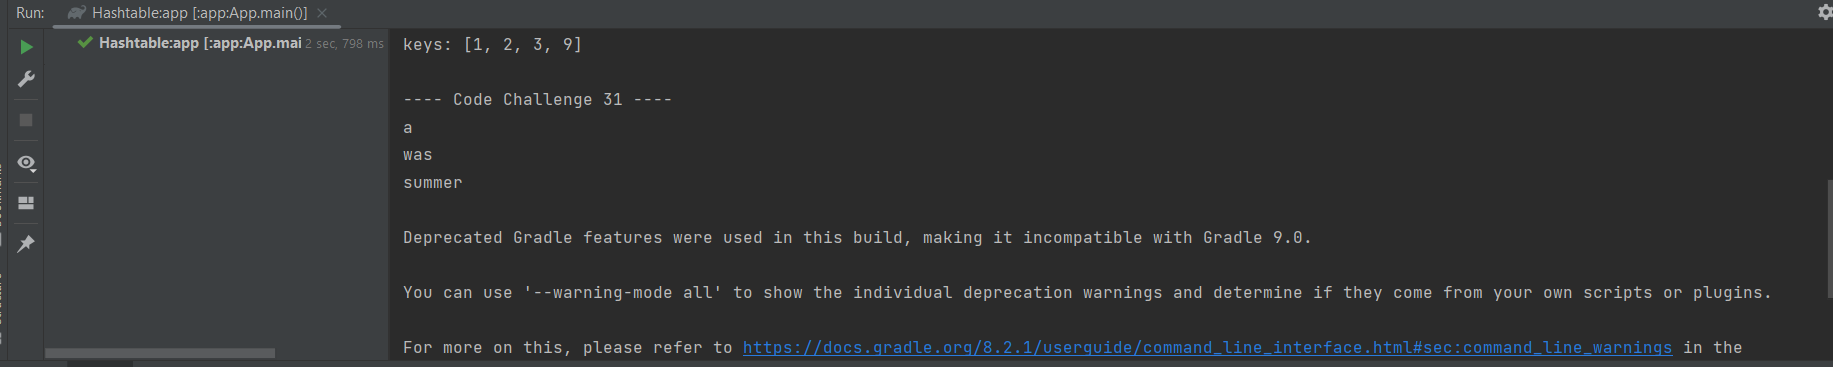 Run: Hashtable:app [:app:App.main()]
Hashtable:app [:app:App.mai 2 sec, 798 ms
keys: [1, 2, 3, 9]
---- Code Challenge 31 ----
a
was
summer
Deprecated Gradle features were used in this build, making it incompatible with Gradle 9.0.
You can use '--warning-mode all' to show the individual deprecation warnings and determine if they come from your own scripts or plugins.
For more on this, please refer to https://docs.gradle.org/8.2.1/userguide/command_line_interface.html#sec:command_line_warnings in the